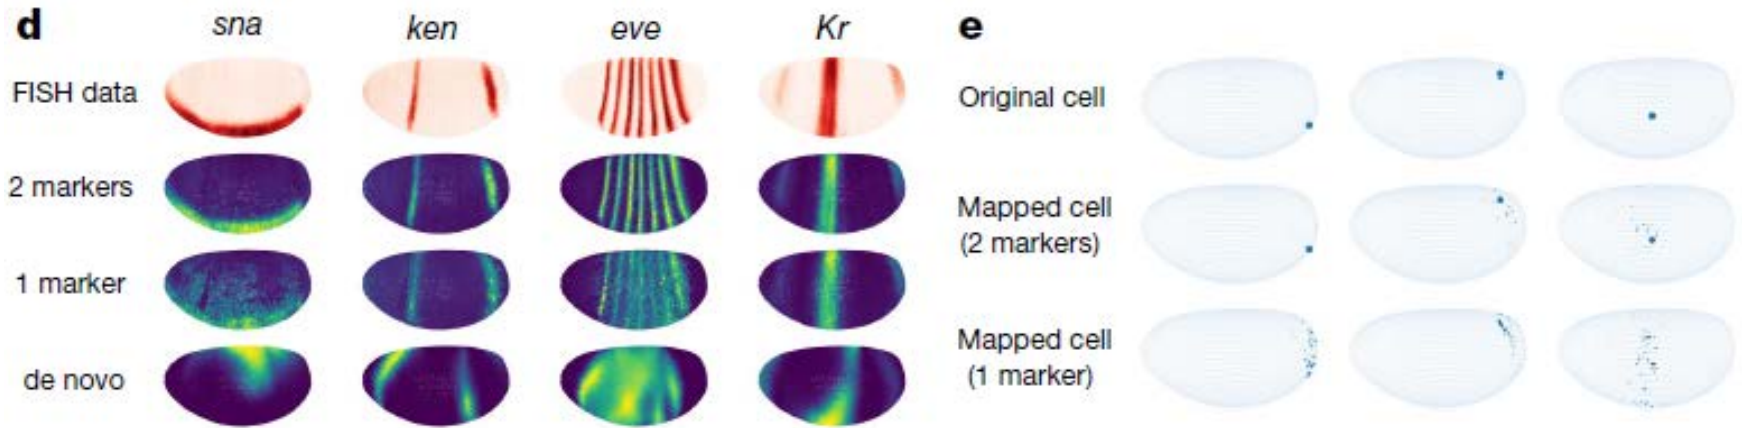 d
sna
ken
eve
Kr
FISH data
2 markers
1 marker
de novo
e
Original cell
Mapped cell
(2 markers)
Mapped cell
(1 marker)